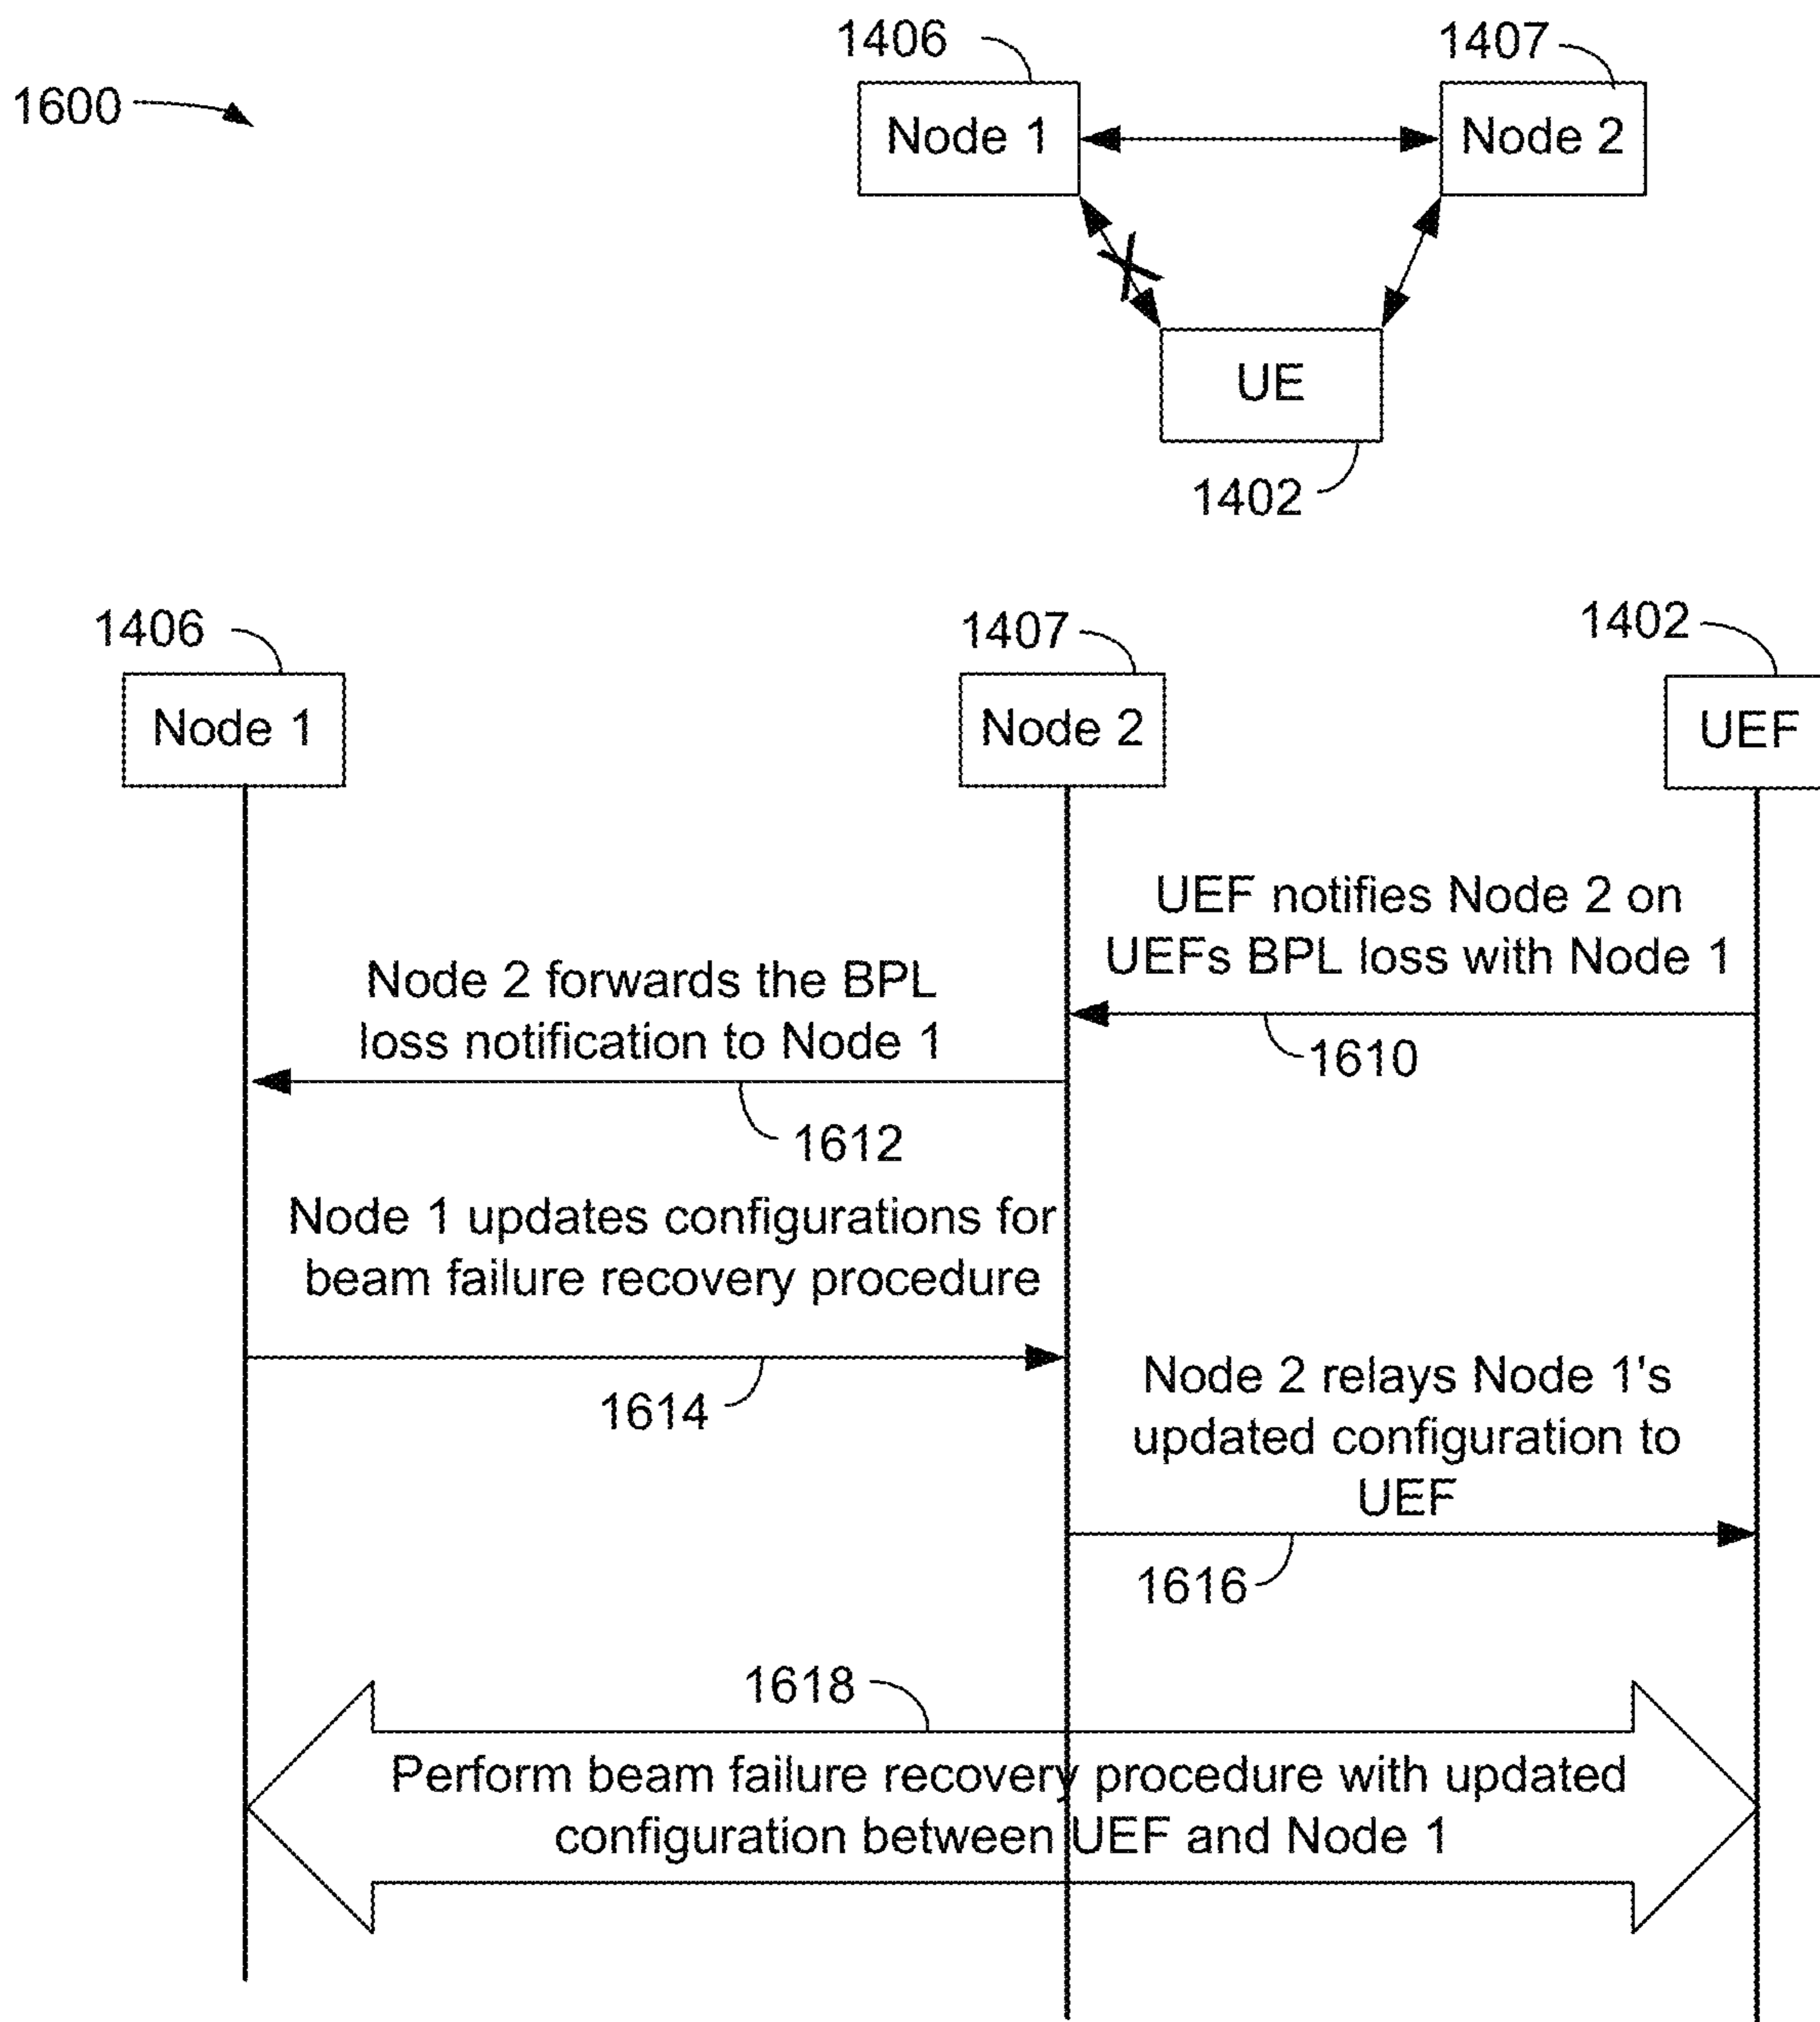 1406
1407
1600
Node 1
Node 2
UE
1402
1406
1407
1402
Node 1
Node 2
UEF
UEF notifies Node 2 on
UEFs BPL loss with Node 1
Node 2 forwards the BPL
loss notification to Node 1
1610
1612
Node 1 updates configurations for
beam failure recovery procedure
Node 2 relays Node 1's
updated configuration to
UEF
1614
1616
1618
Perform beam failure recovery procedure with updated
configuration between UEF and Node 1